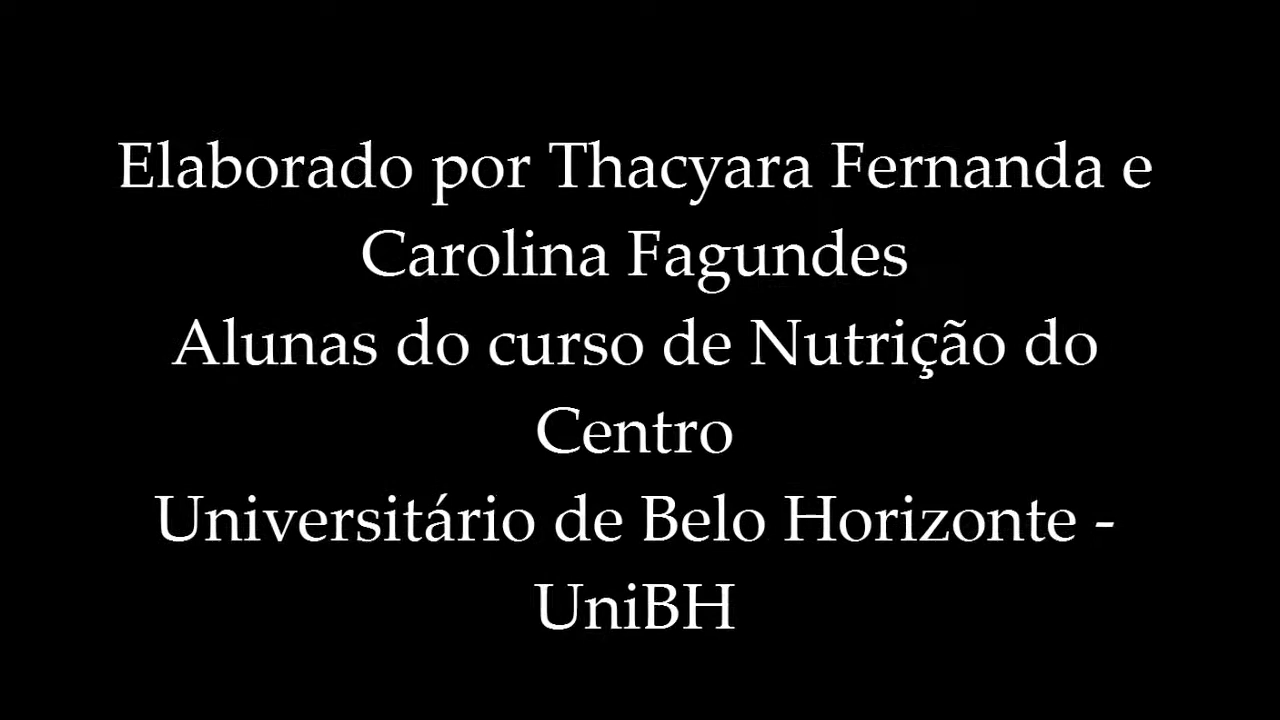 Elaborado por Thacyara Fernanda e
Carolina Fagundes
Alunas do curso de Nutrição do
Centro
Universitário de Belo Horizonte -
UniBH